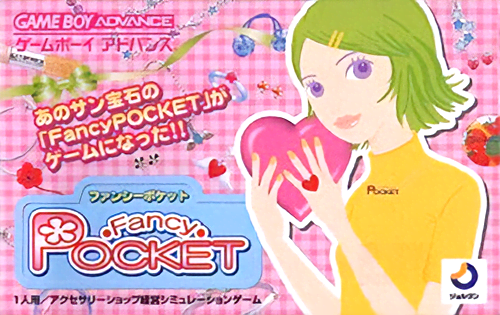 GAME BOY ADVANCE
ゲームボーイ アドバンス
あのサン宝石の
「FancyPOCKET」が
ゲームになった!!
POCKET
ファンシーポケット
Fancy
POCKET
1人用/アクセサリーショップ経営シミュレーションゲーム
ジョルダン